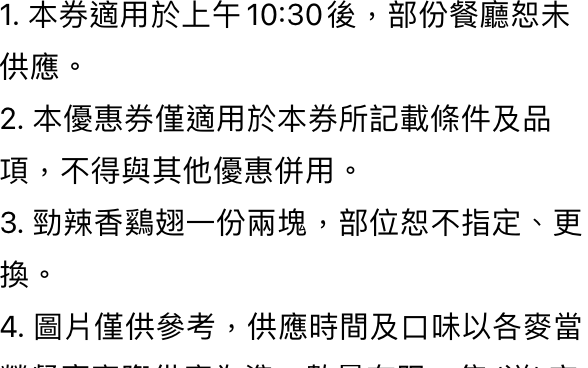 1. 本券適用於上午10:30後，部份餐廳恕未
供應。
2. 本優惠券僅適用於本券所記載條件及品
項，不得與其他優惠併用。
3. 勁辣香鷄翅一份兩塊，部位恕不指定、更
換。
4. 圖片僅供參考，供應時間及口味以各麥當